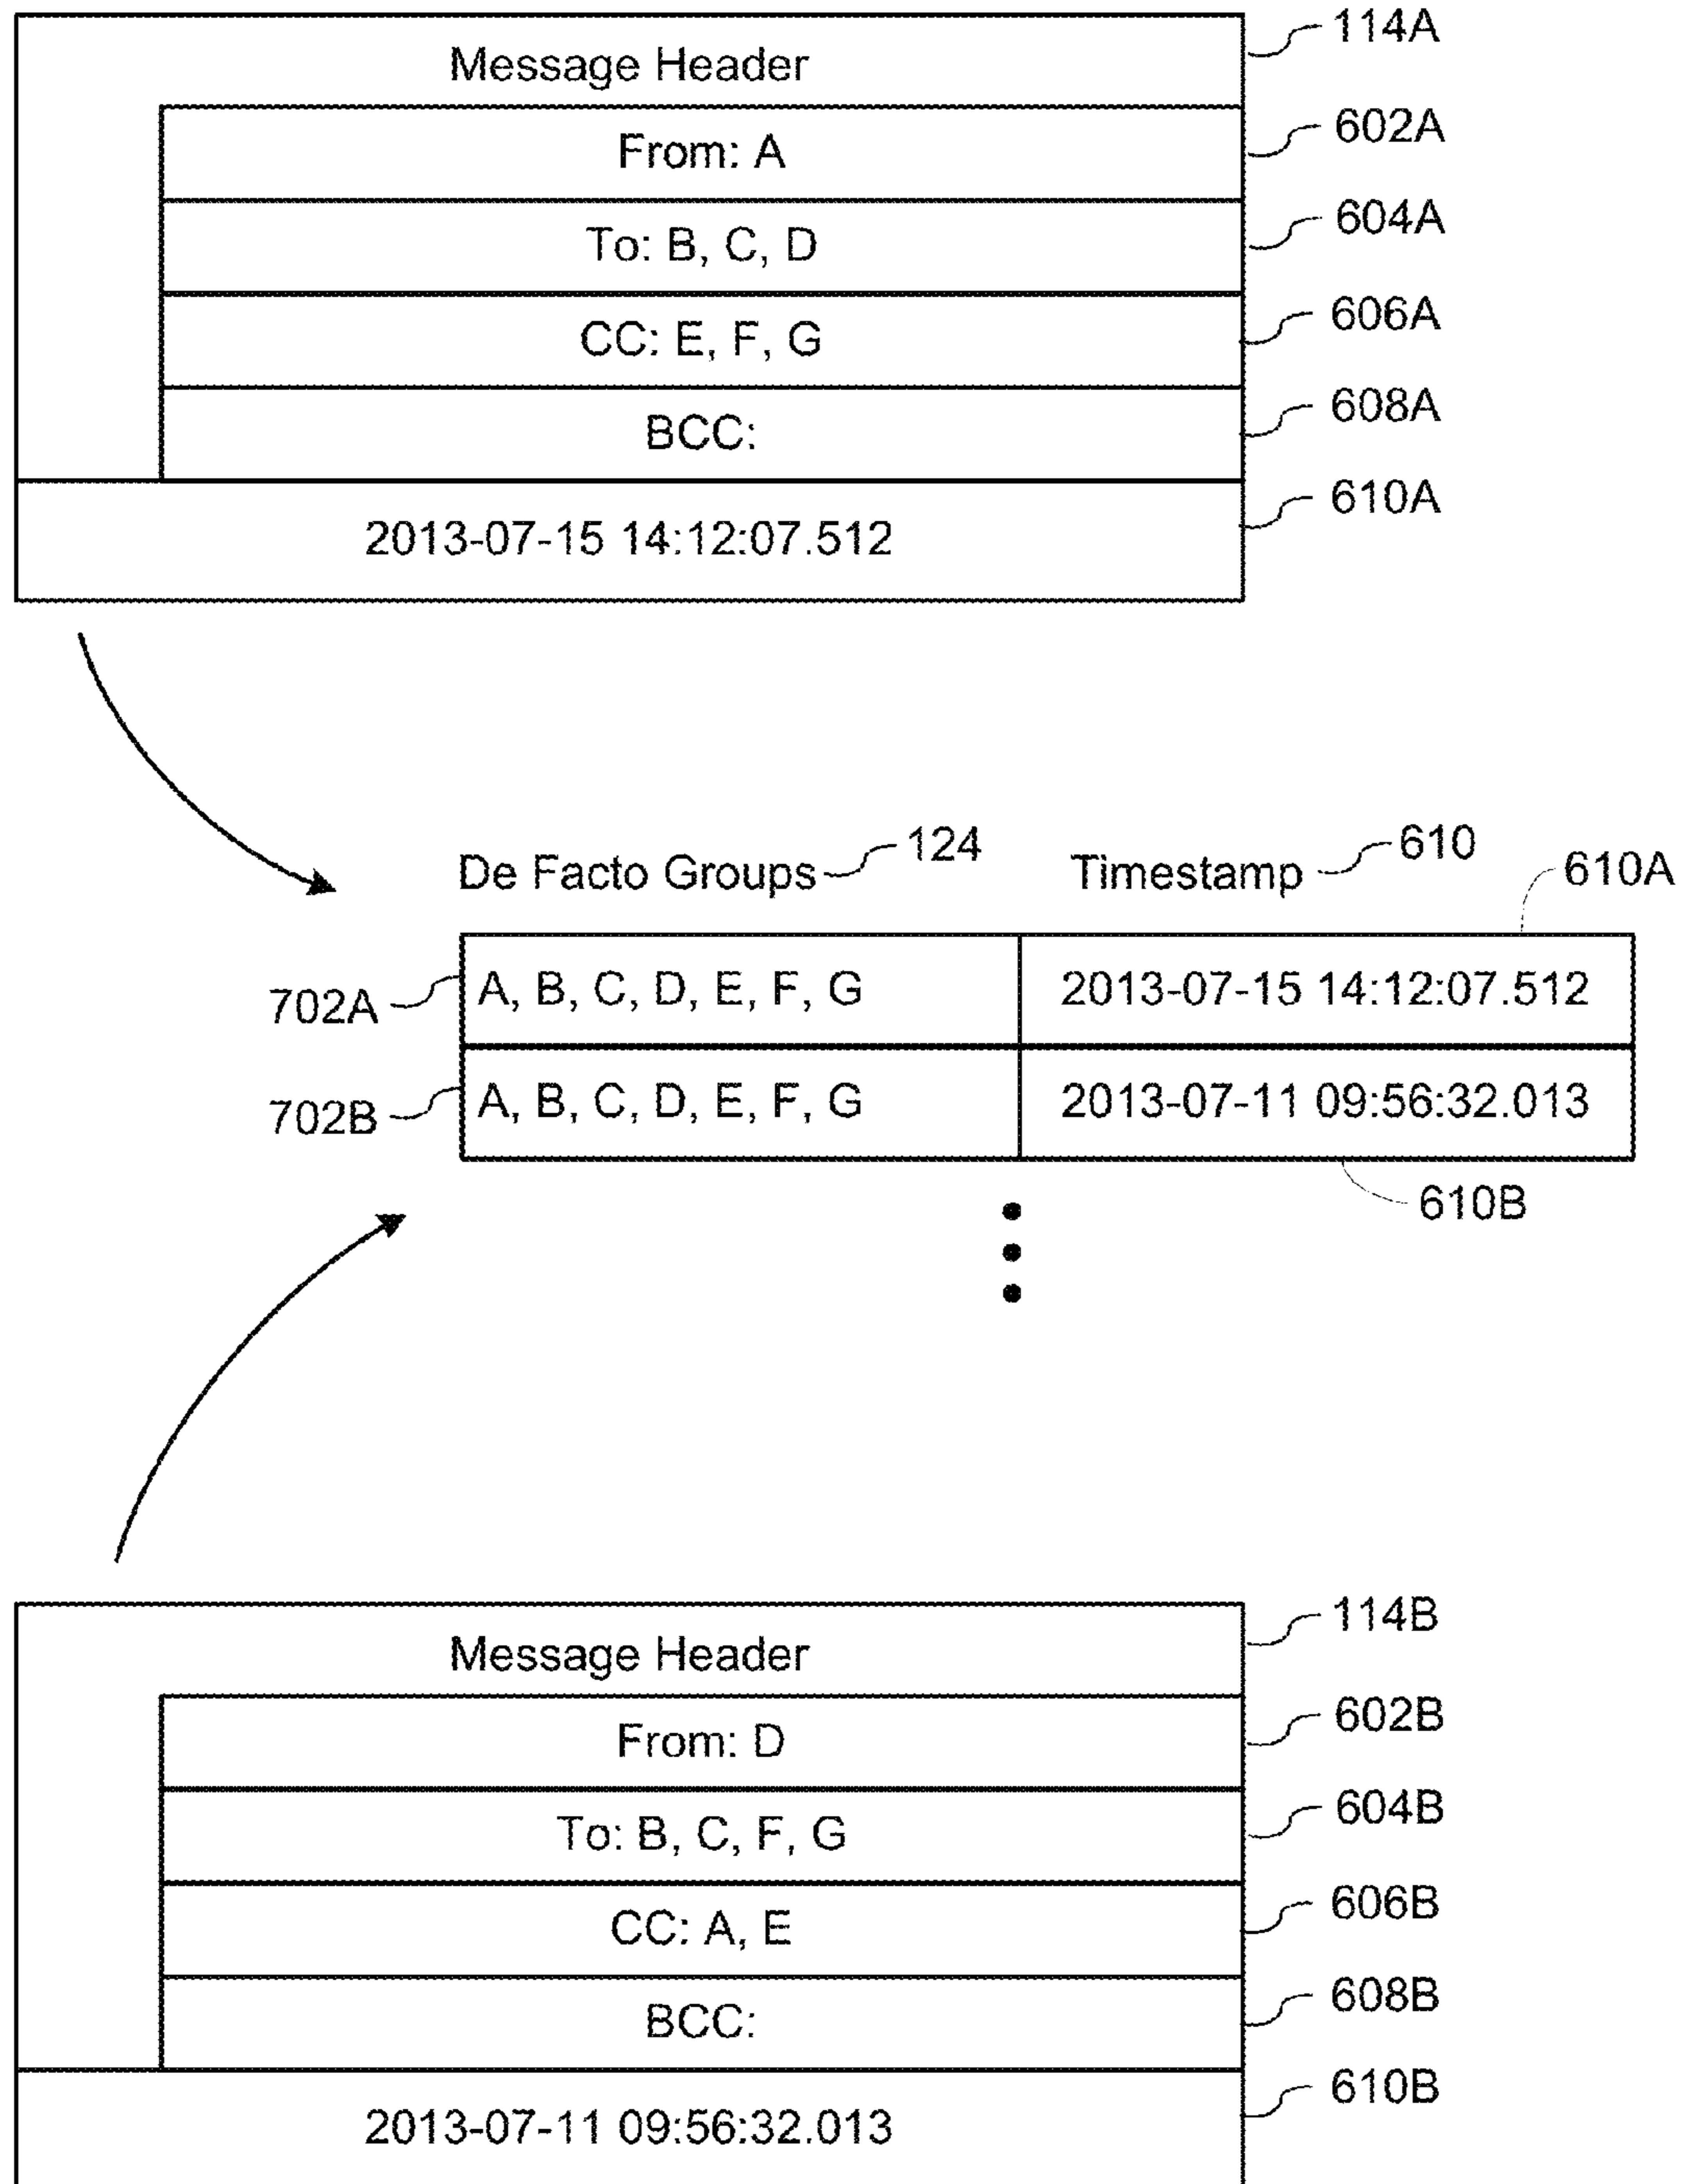 114A
Message Header
602A
From: A
604A
To: B, C, D
606A
CC: E, F, G
608A
BCC:
610A
2013-07-15 14:12:07.512
De Facto Groups 124 Timestamp 610
610A
702A A, B, C, D, E, F, G 2013-07-15 14:12:07.512
702B A, B, C, D, E, F, G 2013-07-11 09:56:32.013
610B
114B
Message Header
602B
From: D
604B
To: B, C, F, G
606B
CC: A, E
608B
BCC:
610B
2013-07-11 09:56:32.013